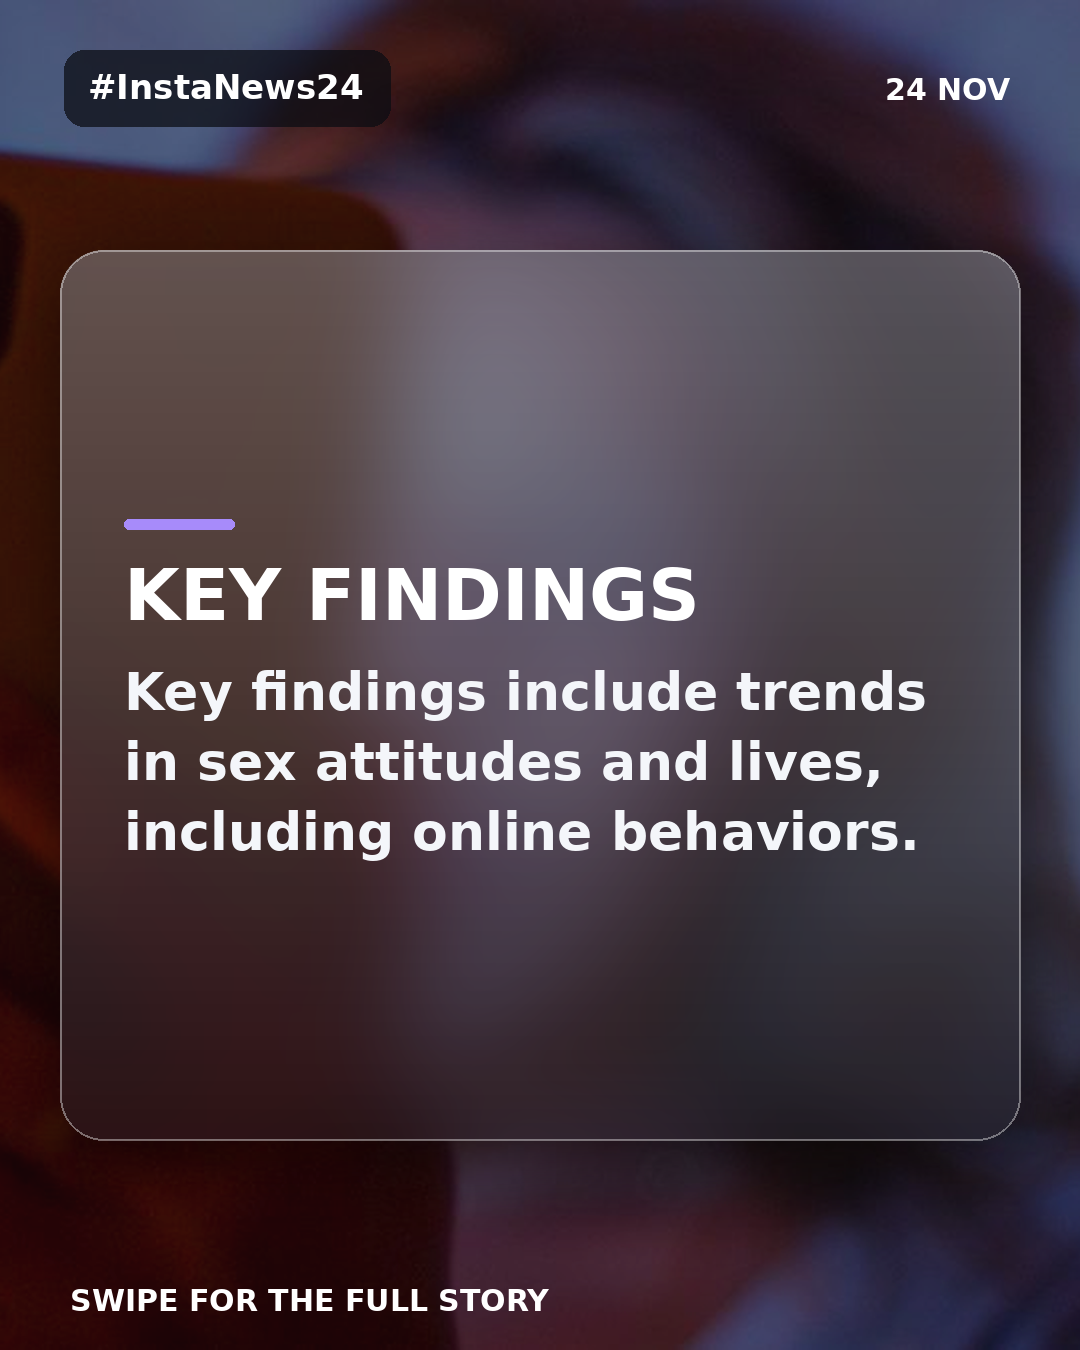 #InstaNews24
24 NOV
KEY FINDINGS
Key findings include trends
in sex attitudes and lives,
including online behaviors.
SWIPE FOR THE FULL STORY